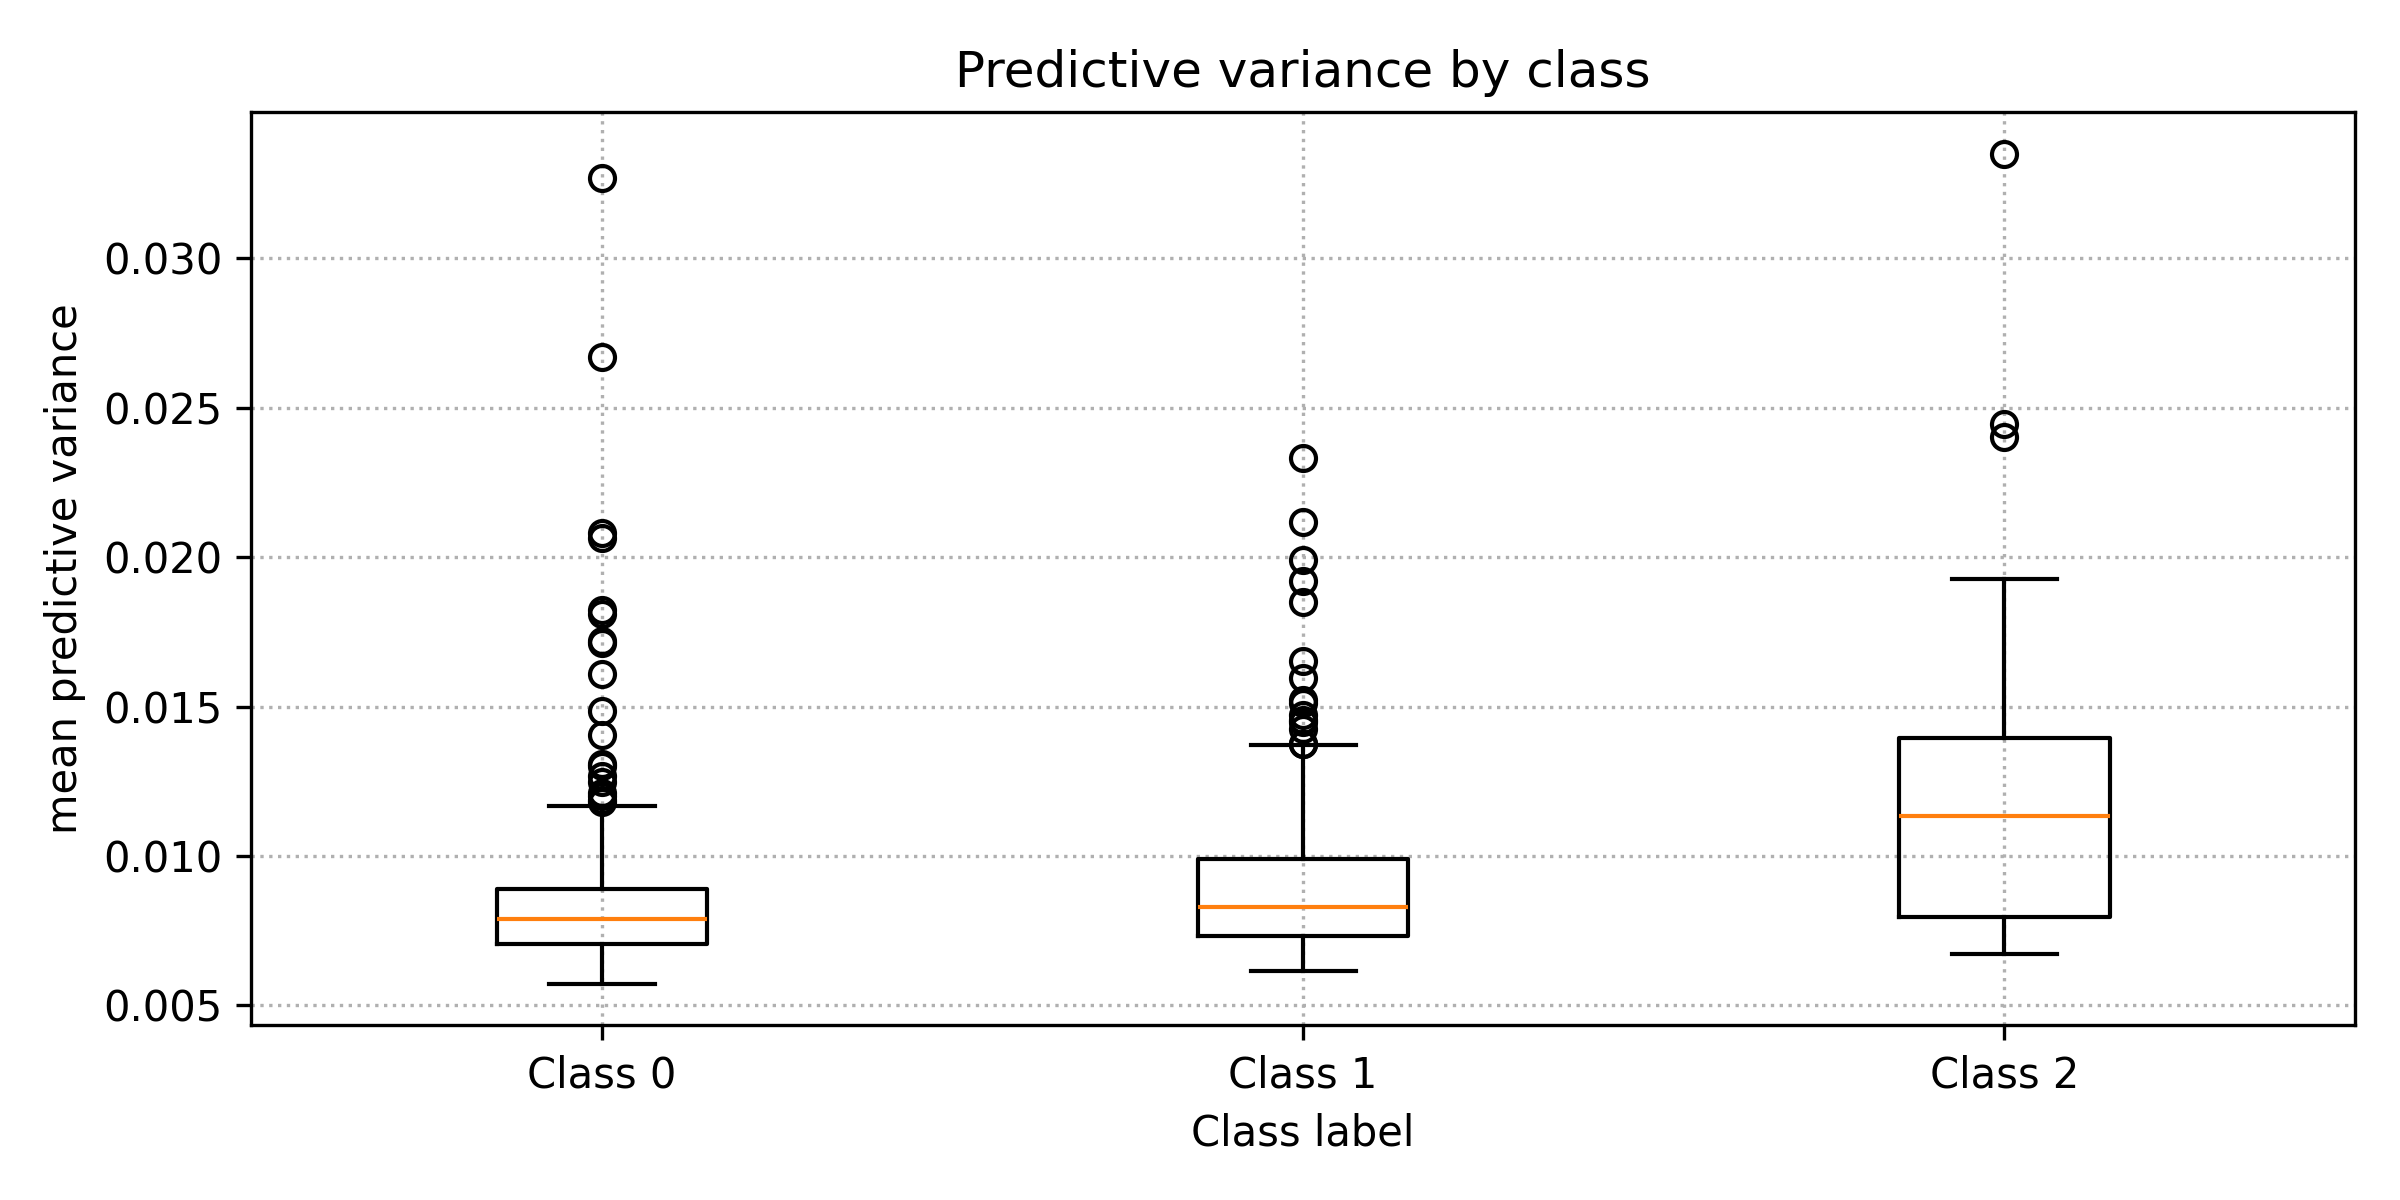 Predictive variance by class
mean predictive variance
0.030
0.025
0.020
0.015
0.010
0.005
Class 0
Class 1
Class 2
Class label